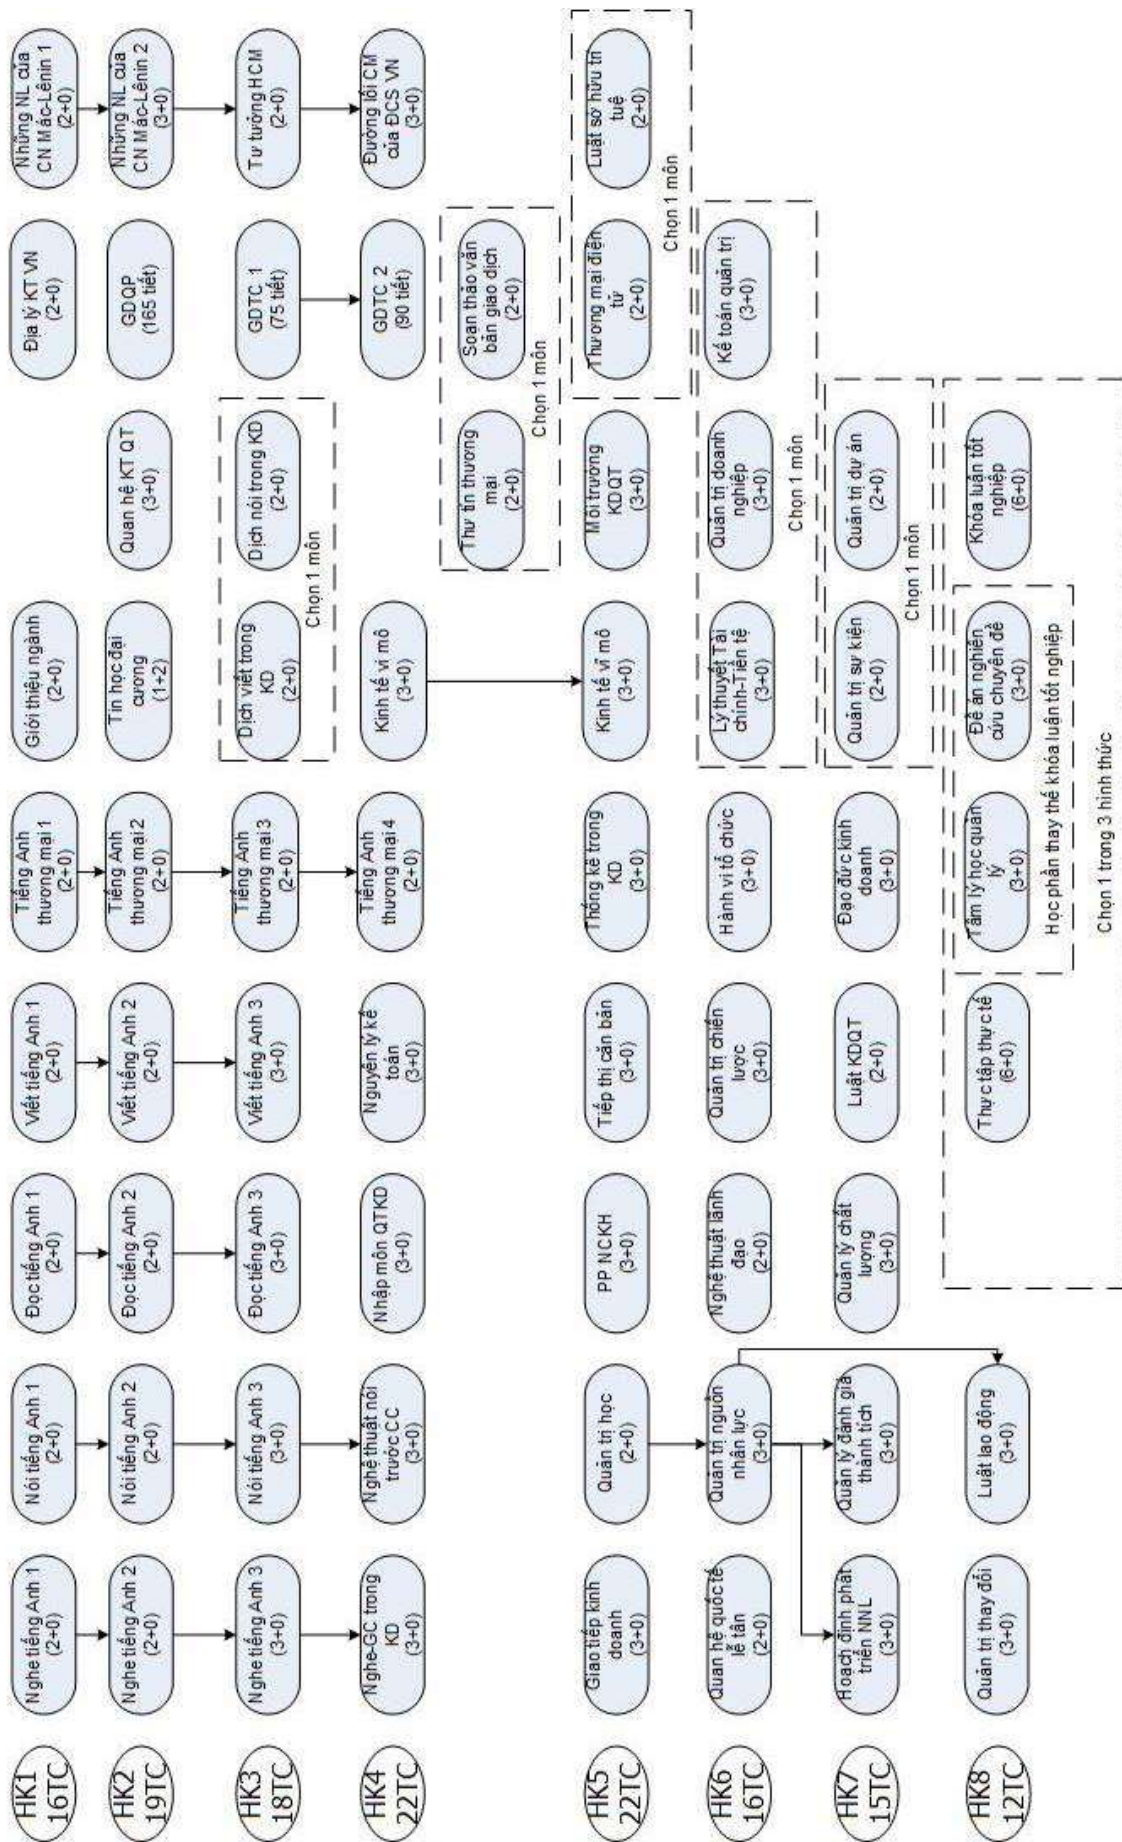 HK1
16TC
Nghe tiếng Anh 1
(2+0)
Nói tiếng Anh 1
(2+0)
Đọc tiếng Anh 1
(2+0)
Viết tiếng Anh 1
(2+0)
Tiếng Anh
thương mại 1
(2+0)
Giới thiệu ngành
(2+0)
Địa lý KT VN
(2+0)
Những NL của
CN Mác-Lênin 1
(2+0)
HK2
19TC
Nghe tiếng Anh 2
(2+0)
Nói tiếng Anh 2
(2+0)
Đọc tiếng Anh 2
(2+0)
Viết tiếng Anh 2
(2+0)
Tiếng Anh
thương mại 2
(2+0)
Tin học đại
cương
(1+2)
Quan hệ KT QT
(3+0)
GDQP
(165 tiết)
Những NL của
CN Mác-Lênin 2
(3+0)
HK3
18TC
Nghe tiếng Anh 3
(3+0)
Nói tiếng Anh 3
(3+0)
Đọc tiếng Anh 3
(3+0)
Viết tiếng Anh 3
(3+0)
Tiếng Anh
thương mại 3
(2+0)
Dịch viết trong
KD
(2+0)
Dịch nói trong KD
(2+0)
Chọn 1 môn
GDTC 1
(75 tiết)
Tư tưởng HCM
(2+0)
HK4
22TC
Nghe-GC trong
KD
(3+0)
Nghệ thuật nói
trước CC
(3+0)
Nhập môn QTKD
(3+0)
Nguyên lý kế
toán
(3+0)
Tiếng Anh
thương mại 4
(2+0)
Kinh tế vi mô
(3+0)
GDTC 2
(90 tiết)
Đường lối CM
của ĐCS VN
(3+0)
Thư tín thương
mại
(2+0)
Soạn thảo văn
bản giao dịch
(2+0)
Chọn 1 môn
HK5
22TC
Giao tiếp kinh
doanh
(3+0)
Quản trị học
(2+0)
PP NCKH
(3+0)
Tiếp thị căn bản
(3+0)
Thống kê trong
KD
(3+0)
Kinh tế vĩ mô
(3+0)
Môi trường
KDQT
(3+0)
Thương mại điện
tử
(2+0)
Luật sở hữu trí
tuệ
(2+0)
Chọn 1 môn
HK6
16TC
Quan hệ quốc tế
lễ tân
(2+0)
Quản trị nguồn
nhân lực
(3+0)
Nghệ thuật lãnh
đạo
(2+0)
Quản trị chiến
lược
(3+0)
Hành vi tổ chức
(3+0)
Lý thuyết Tài
chính-Tiền tệ
(3+0)
Quản trị doanh
nghiệp
(3+0)
Kế toán quản trị
(3+0)
Chọn 1 môn
HK7
15TC
Hoạch định phát
triển NNL
(3+0)
Quản lý đánh giá
thành tích
(3+0)
Quản lý chất
lượng
(3+0)
Luật KDQT
(2+0)
Đạo đức kinh
doanh
(3+0)
Quản trị sự kiện
(2+0)
Quản trị dự án
(2+0)
Chọn 1 môn
HK8
12TC
Quản trị thay đổi
(3+0)
Luật lao động
(3+0)
Thực tập thực tế
(6+0)
Tâm lý học quản
lý
(3+0)
Đề án nghiên
cứu chuyên đề
(3+0)
Khóa luận tốt
nghiệp
(6+0)
Học phần thay thế khóa luận tốt nghiệp
Chọn 1 trong 3 hình thức